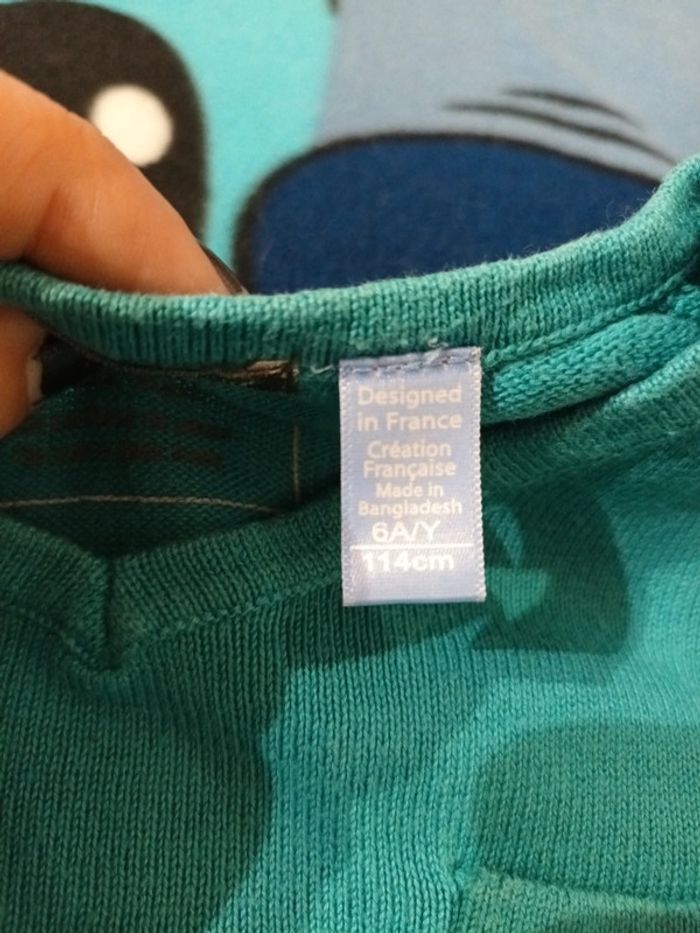 Designed
in France
Création
Française
Made in
Bangladesh
6A/Y
114cm